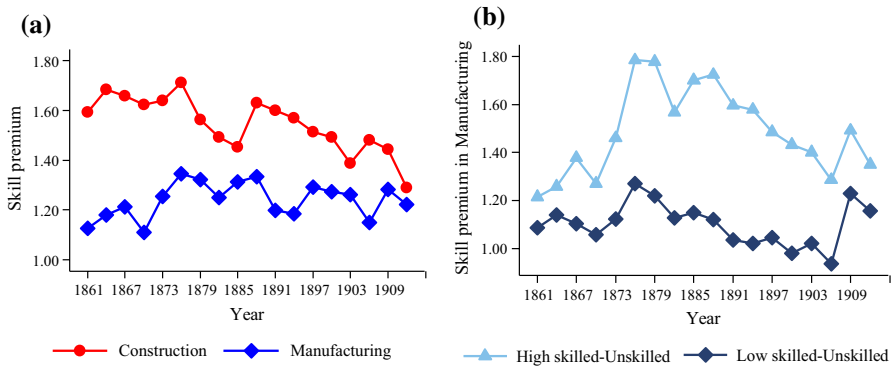 (a)
Skill premium
1.80
1.60
1.40
1.20
1.00
1861 1867 1873 1879 1885 1891 1897 1903 1909
Year
Construction Manufacturing
(b)
Skill premium in Manufacturing
1.80
1.60
1.40
1.20
1.00
1861 1867 1873 1879 1885 1891 1897 1903 1909
Year
High skilled-Unskilled Low skilled-Unskilled